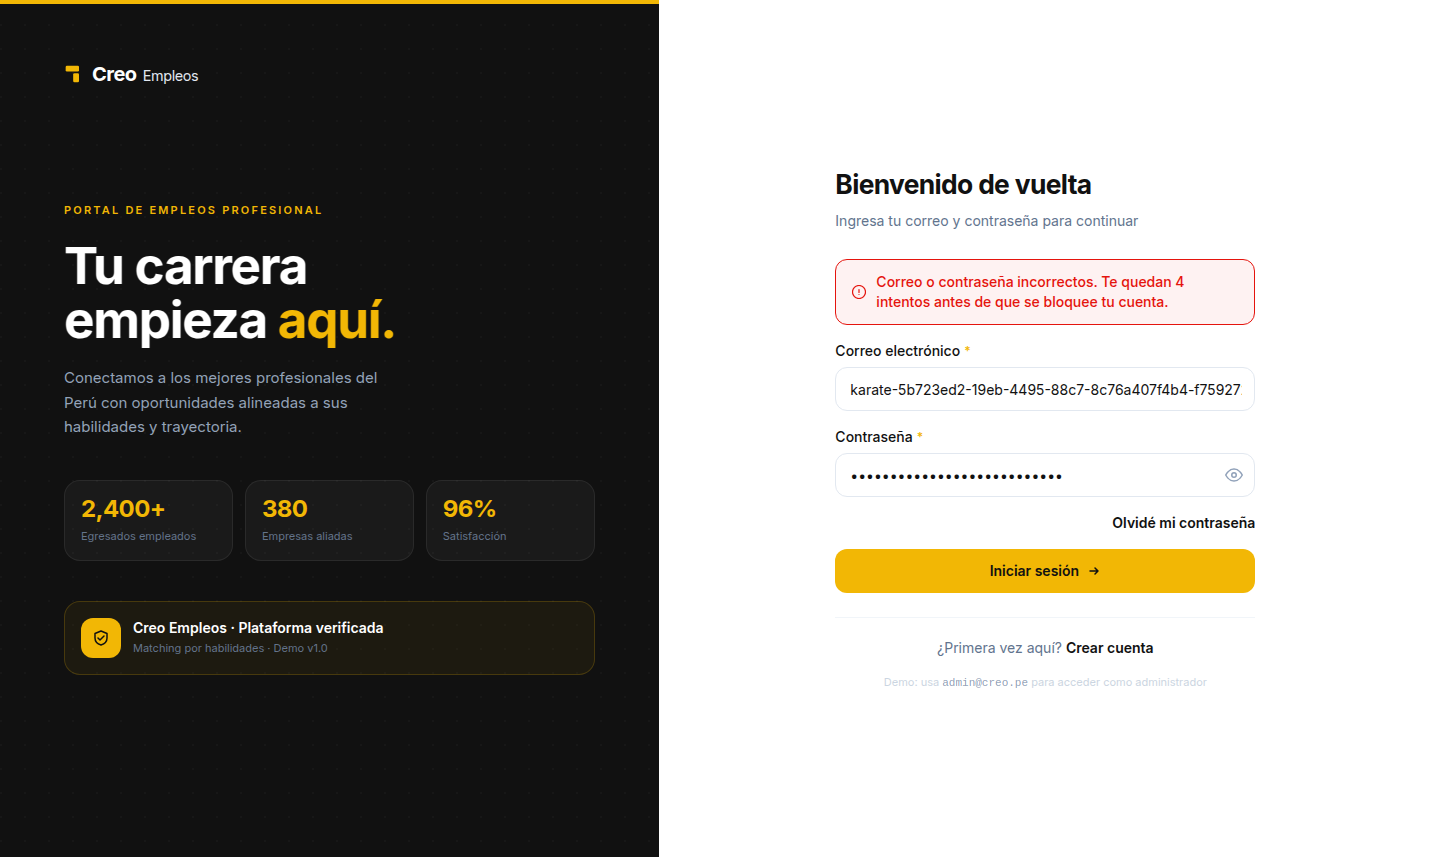 Creo Empleos
PORTAL DE EMPLEOS PROFESIONAL
Tu carrera
empieza aquí.
Conectamos a los mejores profesionales del
Perú con oportunidades alineadas a sus
habilidades y trayectoria.
2,400+
Egresados empleados
380
Empresas aliadas
96%
Satisfacción
Creo Empleos · Plataforma verificada
Matching por habilidades · Demo v1.0
Bienvenido de vuelta
Ingresa tu correo y contraseña para continuar
Correo o contraseña incorrectos. Te quedan 4
intentos antes de que se bloquee tu cuenta.
Correo electrónico *
karate-5b723ed2-19eb-4495-88c7-8c76a407f4b4-f75927
Contraseña *
••••••••••••••••••••••••••••
Olvidé mi contraseña
Iniciar sesión →
¿Primera vez aquí? Crear cuenta
Demo: usa admin@creo.pe para acceder como administrador